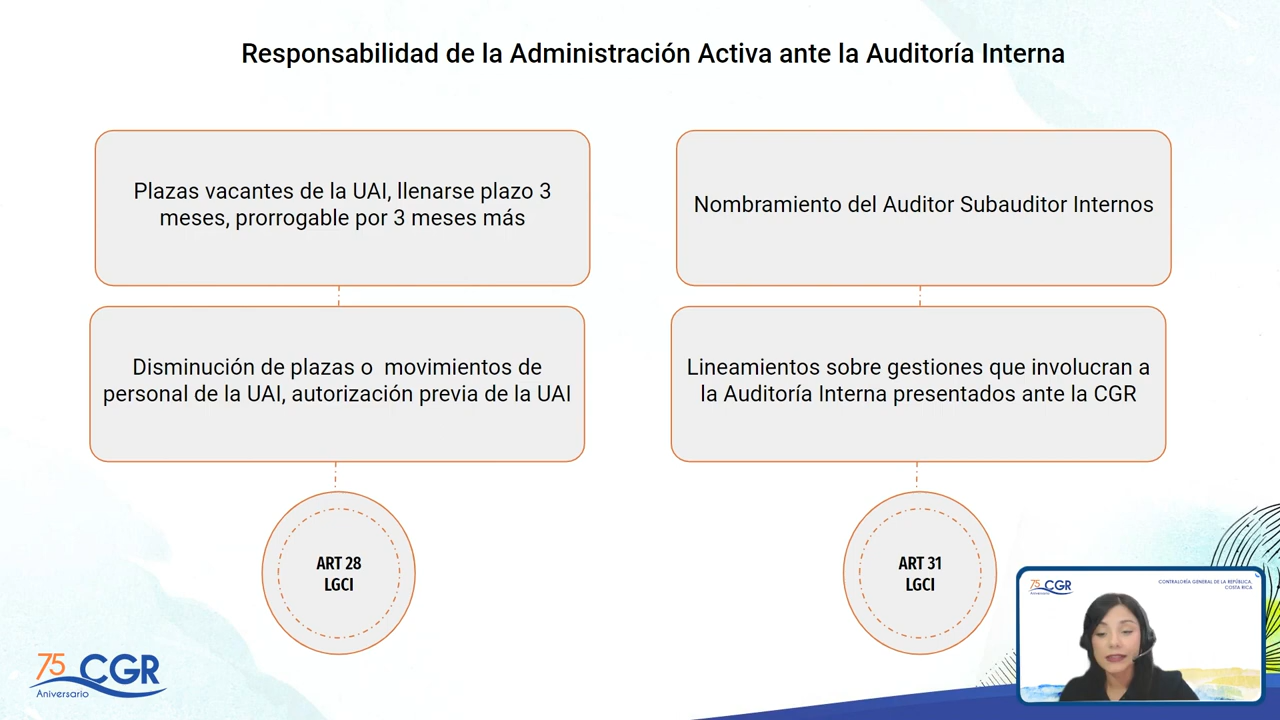 Responsabilidad de la Administración Activa ante la Auditoría Interna
Plazas vacantes de la UAI, llenarse plazo 3
meses, prorrogable por 3 meses más
Disminución de plazas o  movimientos de
personal de la UAI, autorización previa de la UAI
ART 28
LGCI
Nombramiento del Auditor Subauditor Internos
Lineamientos sobre gestiones que involucran a
la Auditoría Interna presentados ante la CGR
ART 31
LGCI
75 CGR
Aniversario
75 CGR
Aniversario
CONTRALORÍA GENERAL DE LA REPÚBLICA,
COSTA RICA